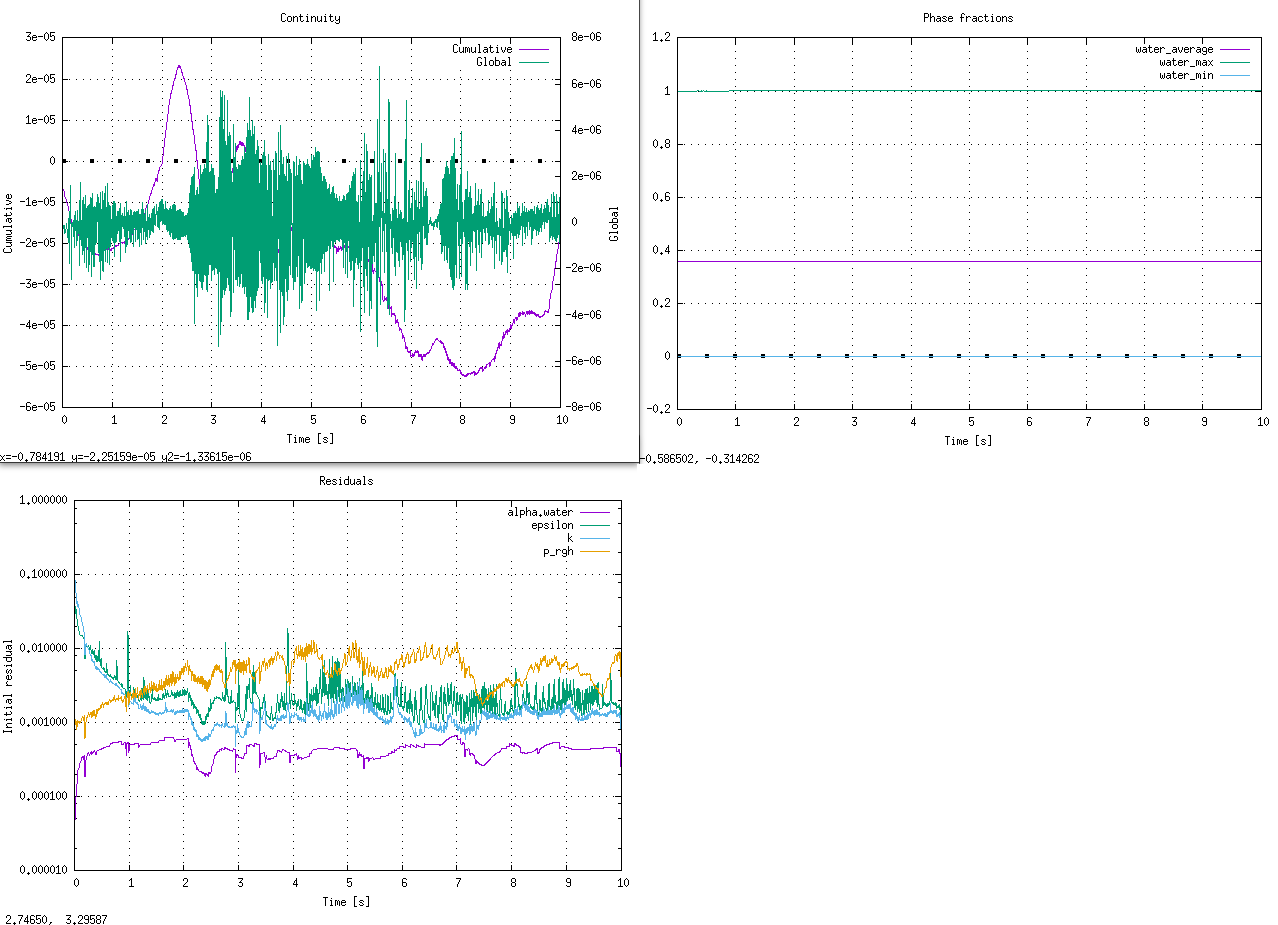 Continuity
3e-05
2e-05
1e-05
0
-1e-05
-2e-05
-3e-05
-4e-05
-5e-05
-6e-05
Cumulative
Cumulative
Global
8e-06
6e-06
4e-06
2e-06
0
-2e-06
-4e-06
-6e-06
-8e-06
Global
0 1 2 3 4 5 6 7 8 9 10
Time [s]
x=-0.784191 y=-2.25159e-05 y2=-1.33615e-06
Phase fractions
1.2
1
0.8
0.6
0.4
0.2
0
-0.2
water_average
water_max
water_min
0 1 2 3 4 5 6 7 8 9 10
Time [s]
-0.586502, -0.314262
Residuals
1.000000
0.100000
0.010000
0.001000
0.000100
0.000010
Initial residual
alpha.water
epsilon
k
p_rgh
0 1 2 3 4 5 6 7 8 9 10
Time [s]
2.74650, 3.29587